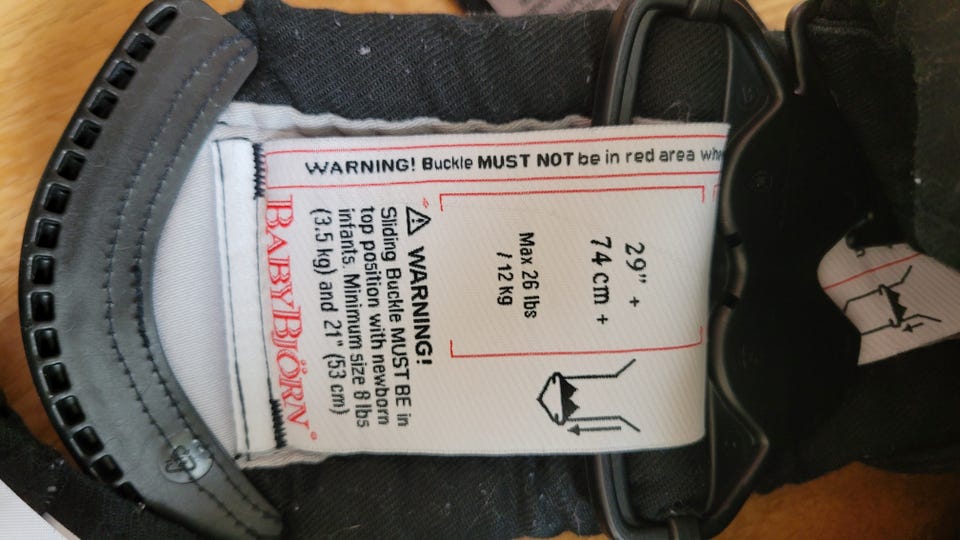 WARNING! Buckle MUST NOT be in red area
29" +
74 cm +
Max 26 lbs
/ 12 kg
⚠ WARNING!
Sliding Buckle MUST BE in
top position with newborn
infants. Minimum size 8 lbs
(3.5 kg) and 21" (53 cm)
BABYBJÖRN®